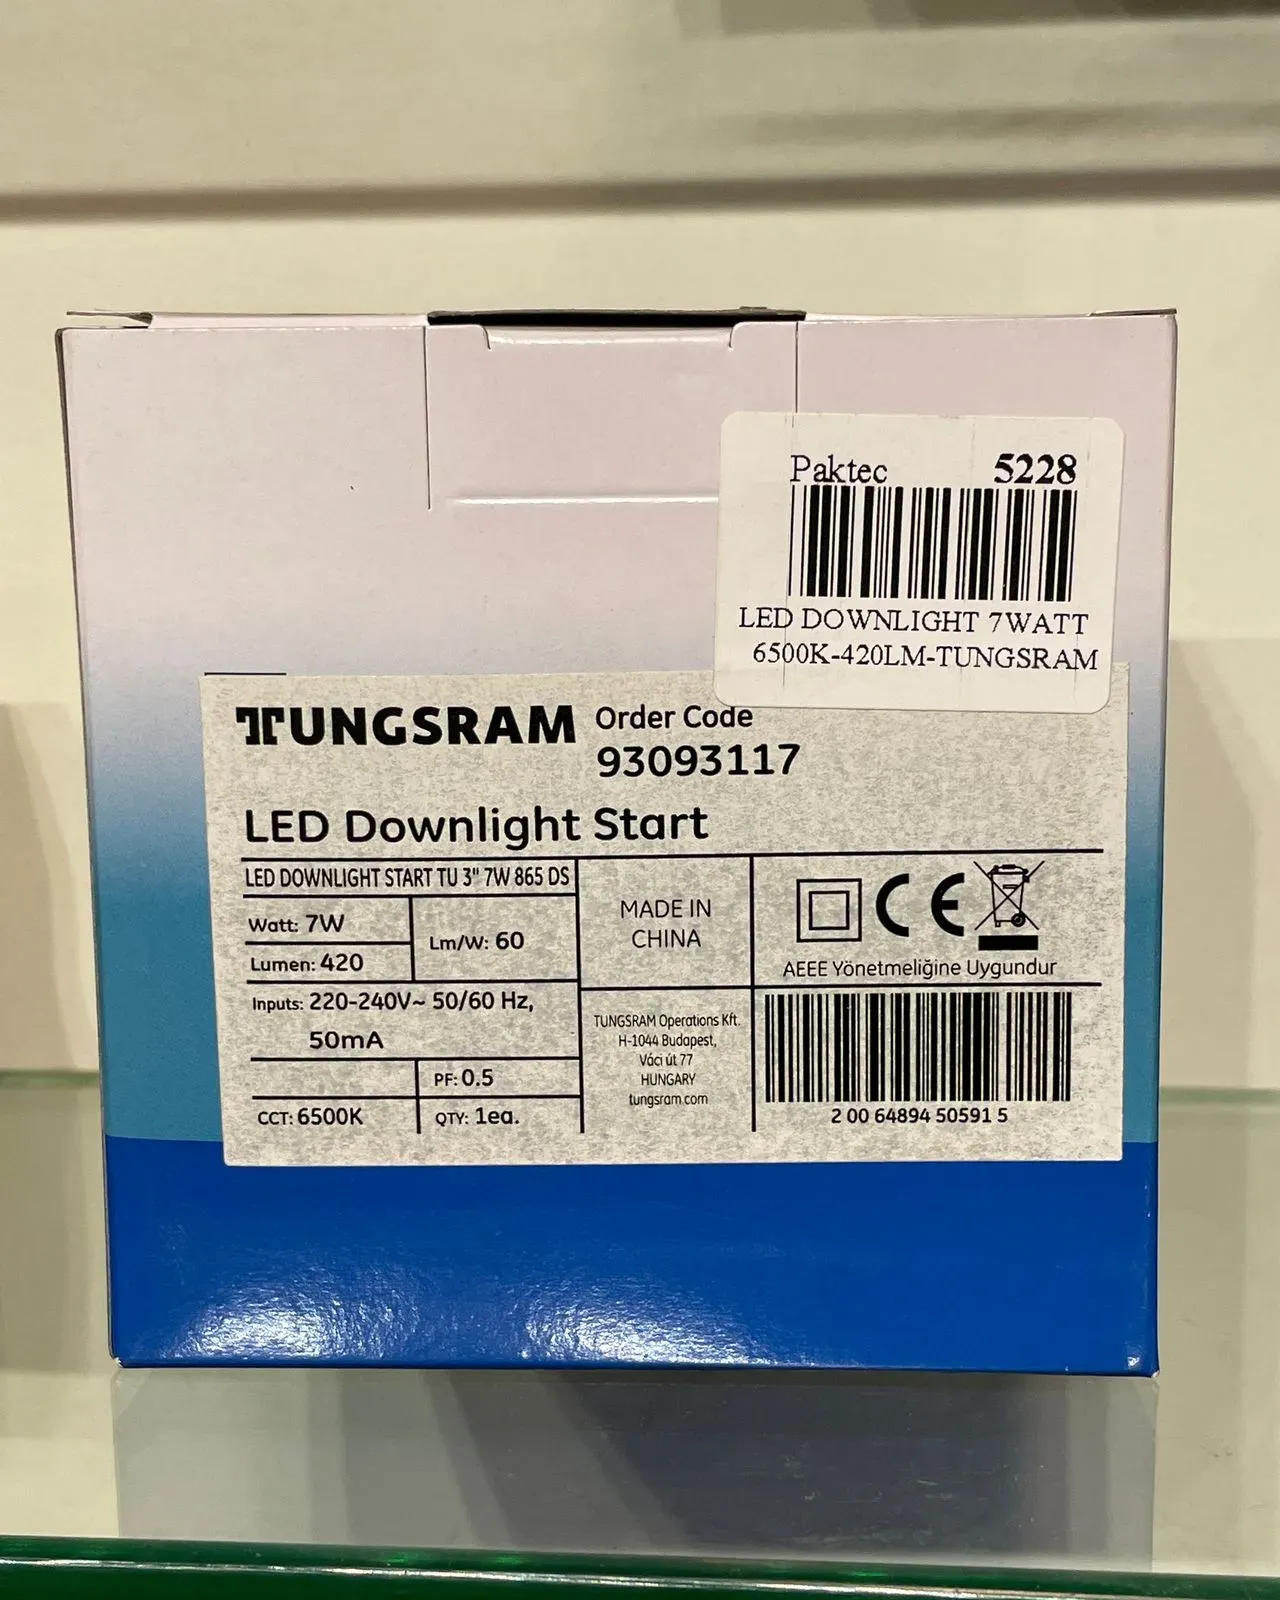 Paktec 5228
LED DOWNLIGHT 7WATT
6500K-420LM-TUNGSRAM
TUNGSRAM
Order Code
93093117
LED Downlight Start
LED DOWNLIGHT START TU 3" 7W 865 DS
Watt: 7W
Lumen: 420
Lm/W: 60
Inputs: 220-240V~ 50/60 Hz,
50mA
PF: 0.5
CCT: 6500K
QTY: 1ea.
MADE IN
CHINA
TUNGSRAM Operations Kft.
H-1044 Budapest,
Váci út 77
HUNGARY
tungsram.com
CE
AEEE Yönetmeliğine Uygundur
2 00 64894 50591 5